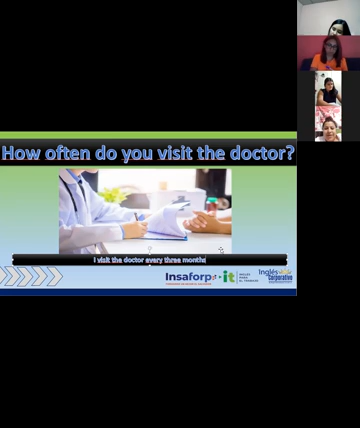 How often do you visit the doctor?
I visit the doctor every three months
Insaforp
it
Inglés
corporativo